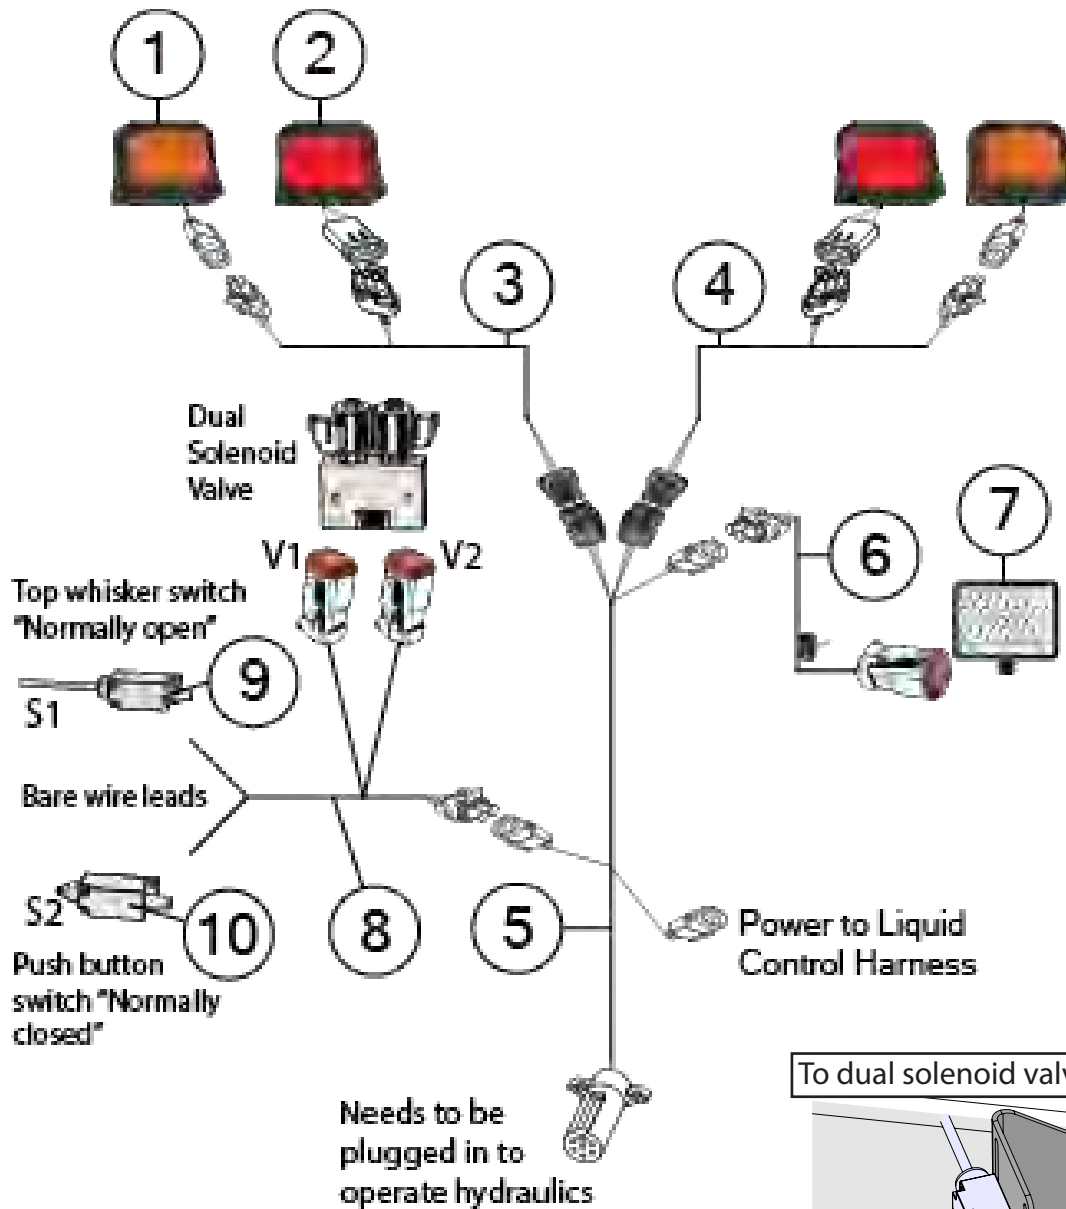 1
2
3
4
Dual
Solenoid
Valve
7
6
V1
V2
Top whisker switch
"Normally open"
9
S1
Bare wire leads
S2
10
8
5
Power to Liquid
Control Harness
Push button
switch "Normally
closed"
To dual solenoid valv
Needs to be
plugged in to
operate hydraulics